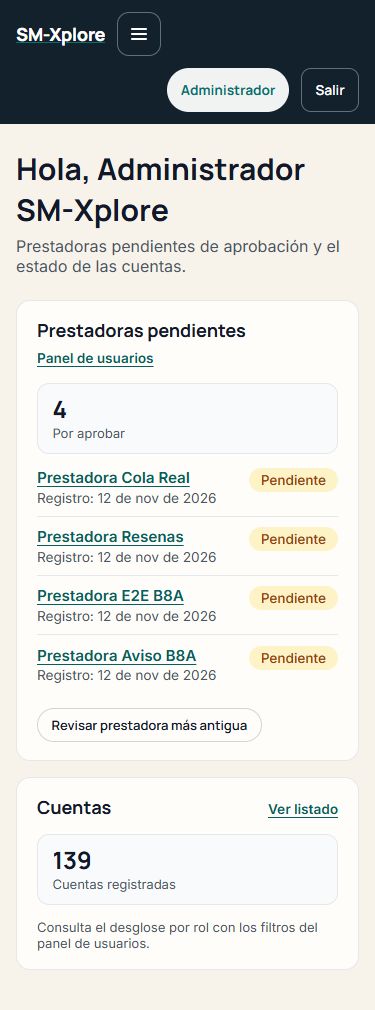 SM-Xplore
Administrador
Salir
Hola, Administrador
SM-Xplore
Prestadoras pendientes de aprobación y el
estado de las cuentas.
Prestadoras pendientes
Panel de usuarios
4
Por aprobar
Prestadora Cola Real
Pendiente
Registro: 12 de nov de 2026
Prestadora Resenas
Pendiente
Registro: 12 de nov de 2026
Prestadora E2E B8A
Pendiente
Registro: 12 de nov de 2026
Prestadora Aviso B8A
Pendiente
Registro: 12 de nov de 2026
Revisar prestadora más antigua
Cuentas
Ver listado
139
Cuentas registradas
Consulta el desglose por rol con los filtros del
panel de usuarios.